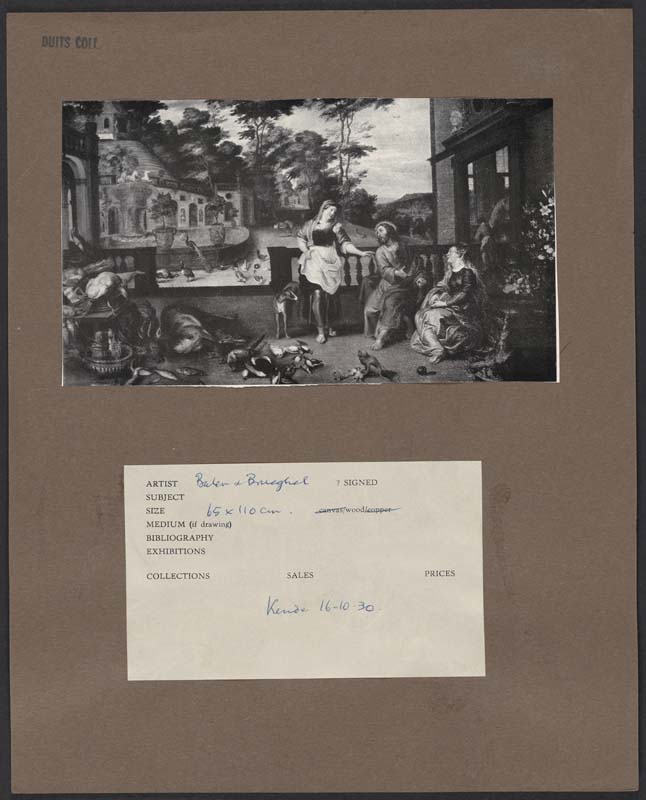 DUITS COLL.
ARTIST Balen & Brueghel ? SIGNED
SUBJECT
SIZE 65 x 110 cm. canvas/wood/copper
MEDIUM (if drawing)
BIBLIOGRAPHY
EXHIBITIONS
COLLECTIONS SALES PRICES
16-10-30.